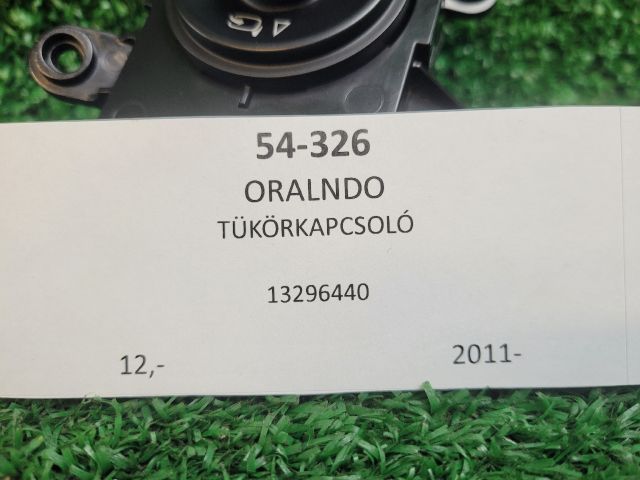 54-326
ORALNDO
TÜKÖRKAPCSOLÓ
13296440
12,- 2011-